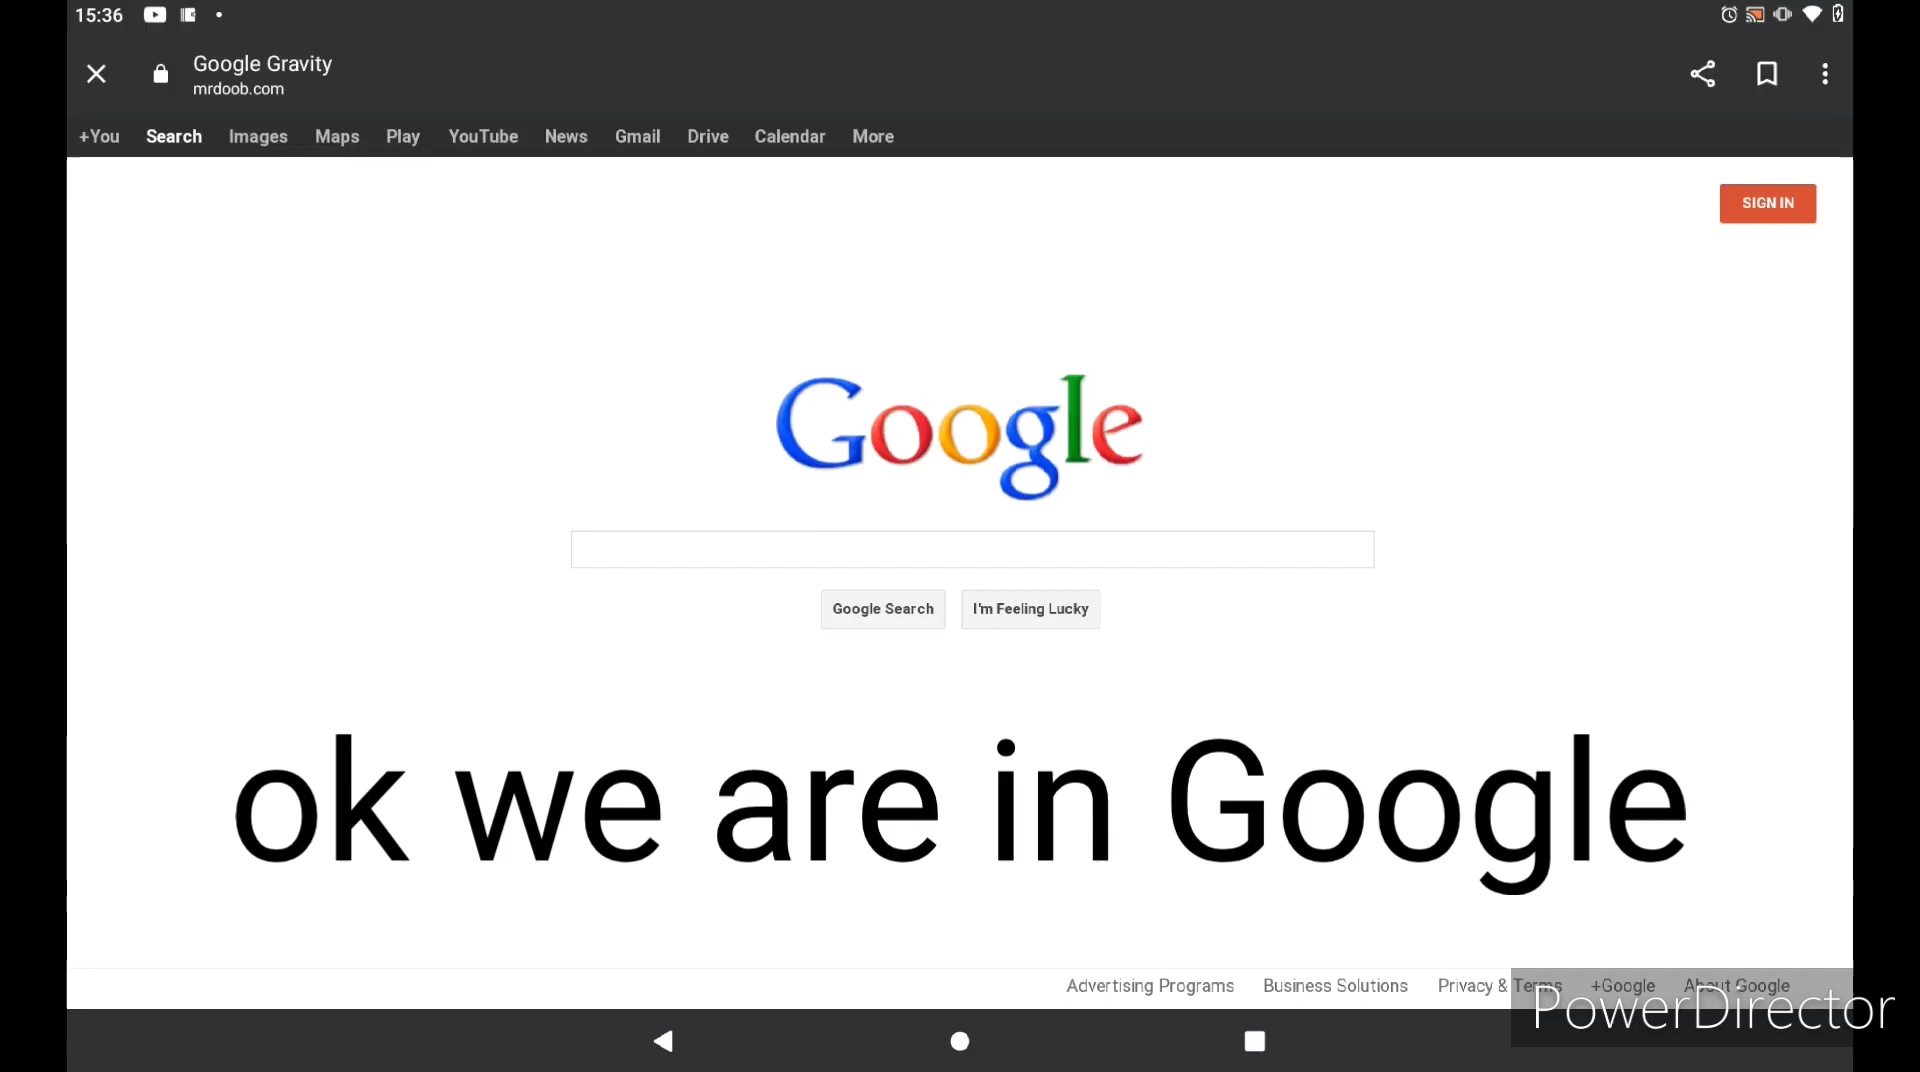 15:36
Google Gravity
mrdoob.com
+You Search Images Maps Play YouTube News Gmail Drive Calendar More
SIGN IN
Google
Google Search I'm Feeling Lucky
ok we are in Google
Advertising Programs Business Solutions Privacy & Terms +Google About Google
PowerDirector